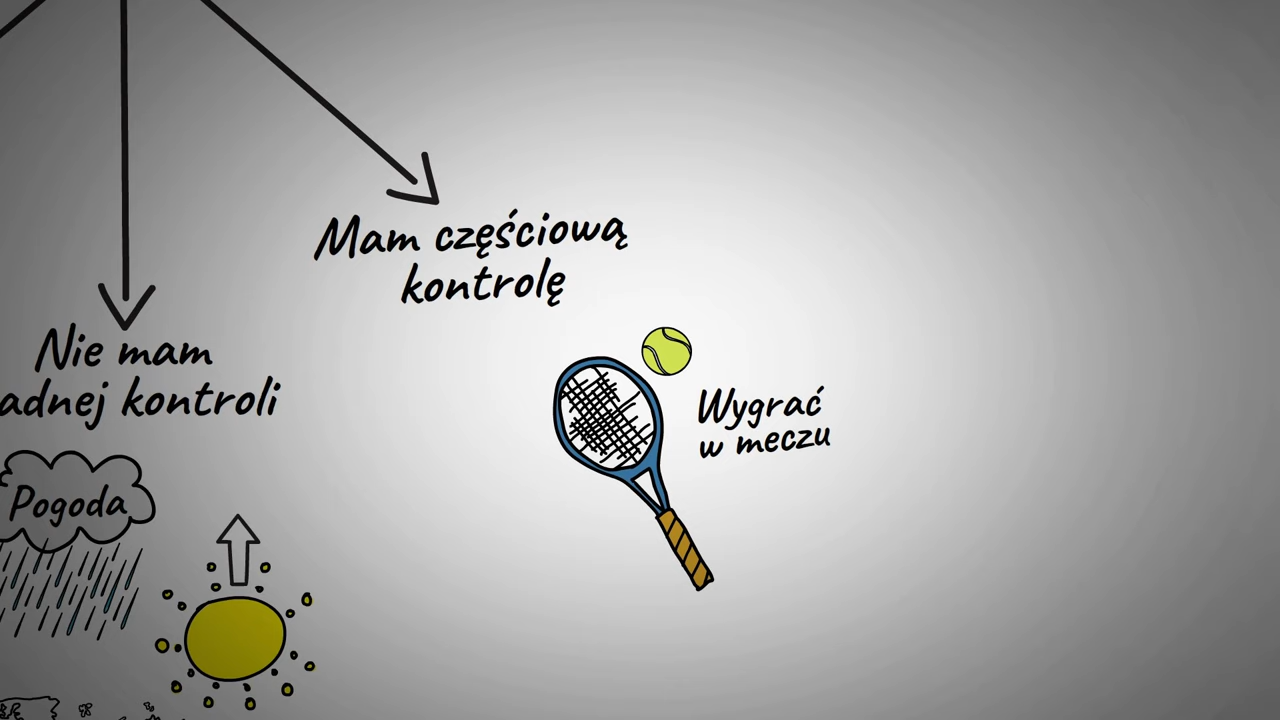 Mam częściową
kontrolę
Nie mam
adnej kontroli
Wygrać
w meczu
Pogoda